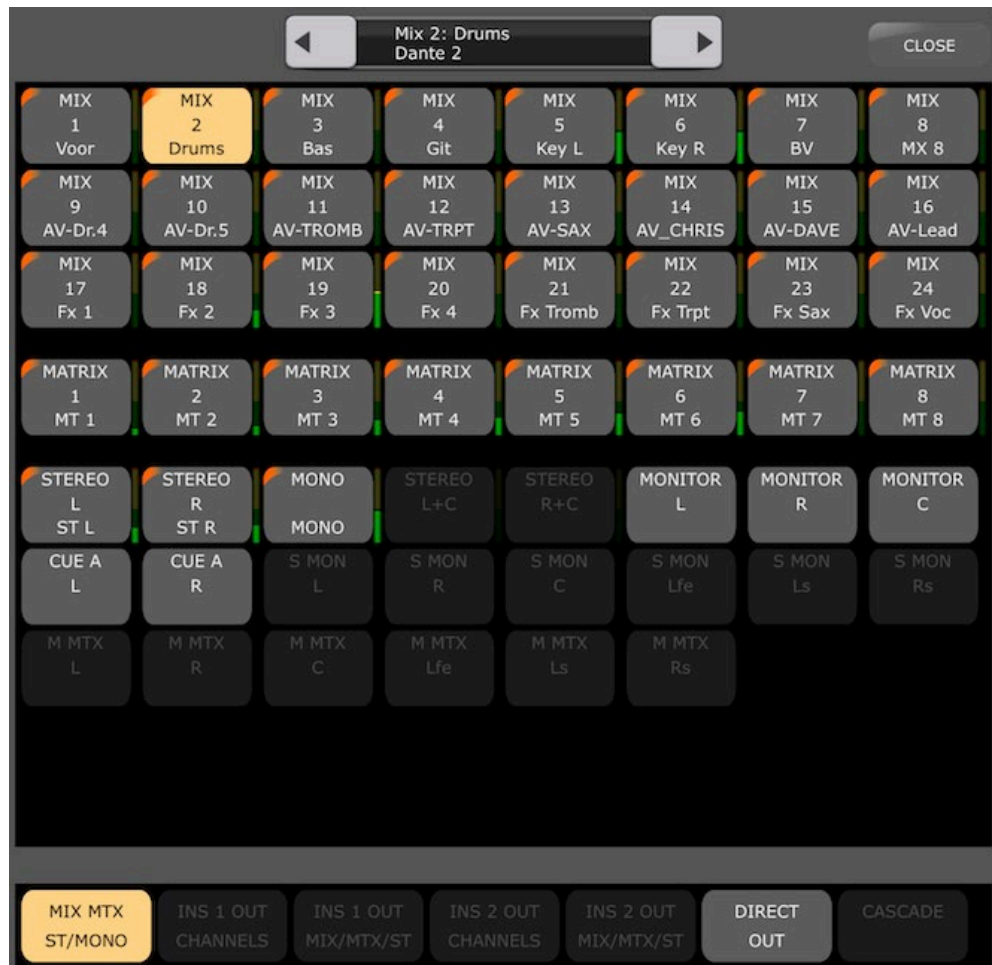 Mix 2: Drums
Dante 2
CLOSE
MIX MIX MIX MIX MIX MIX MIX MIX
1 2 3 4 5 6 7 8
Voor Drums Bas Git Key L Key R BV MX 8
MIX MIX MIX MIX MIX MIX MIX MIX
9 10 11 12 13 14 15 16
AV-Dr.4 AV-Dr.5 AV-TROMB AV-TRPT AV-SAX AV_CHRIS AV-DAVE AV-Lead
MIX MIX MIX MIX MIX MIX MIX MIX
17 18 19 20 21 22 23 24
Fx 1 Fx 2 Fx 3 Fx 4 Fx Tromb Fx Trpt Fx Sax Fx Voc
MATRIX MATRIX MATRIX MATRIX MATRIX MATRIX MATRIX MATRIX
1 2 3 4 5 6 7 8
MT 1 MT 2 MT 3 MT 4 MT 5 MT 6 MT 7 MT 8
STEREO STEREO MONO STEREO STEREO MONITOR MONITOR MONITOR
L R L+C R+C L R C
ST L ST R MONO
CUE A CUE A S MON S MON S MON S MON S MON S MON
L R L R C Lfe Ls Rs
M MTX M MTX M MTX M MTX M MTX M MTX
L R C Lfe Ls Rs
MIX MTX INS 1 OUT INS 1 OUT INS 2 OUT INS 2 OUT DIRECT CASCADE
ST/MONO CHANNELS MIX/MTX/ST CHANNELS MIX/MTX/ST OUT